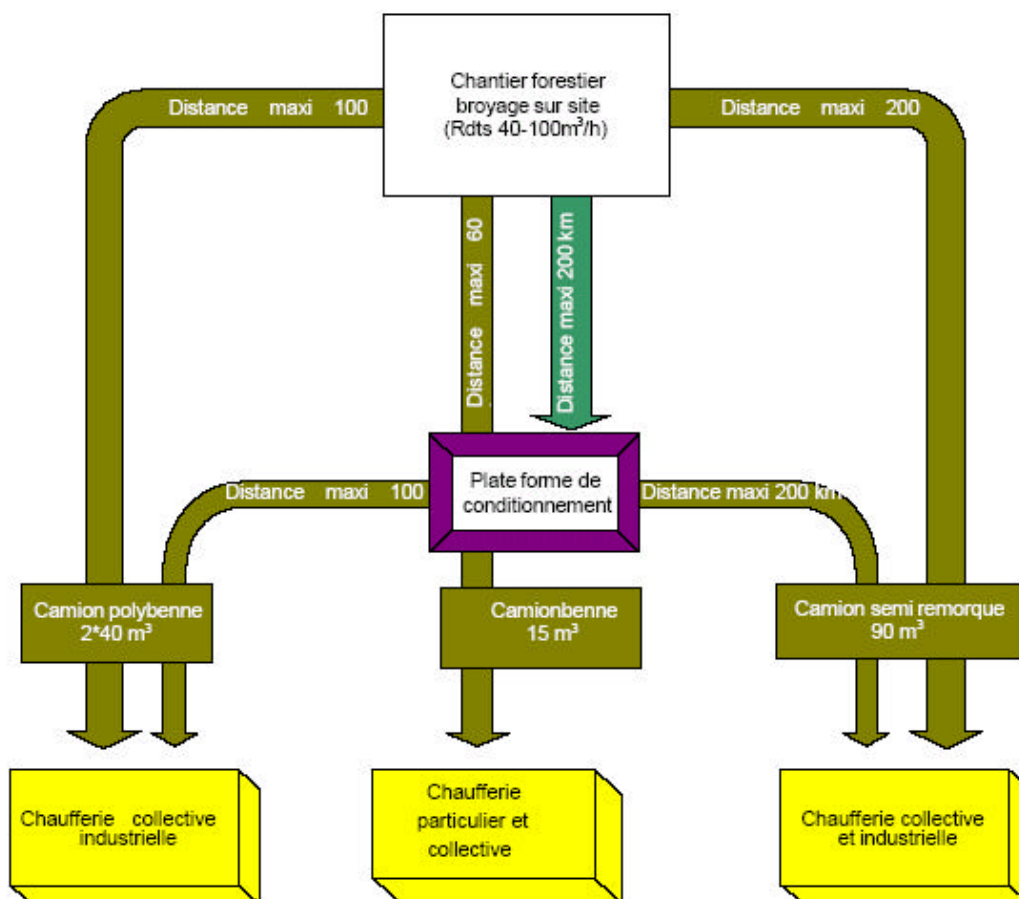 Chantier forestier
broyage sur site
(Rdts 40-100m³/h)
Distance maxi 100
Distance maxi 200
Distance maxi 60
Distance maxi 200 km
Plate forme de
conditionnement
Distance maxi 100
Distance maxi 200 km
Camion polybenne
2*40 m³
Camionbenne
15 m³
Camion semi remorque
90 m³
Chaufferie collective
industrielle
Chaufferie
particulier et
collective
Chaufferie collective
et industrielle